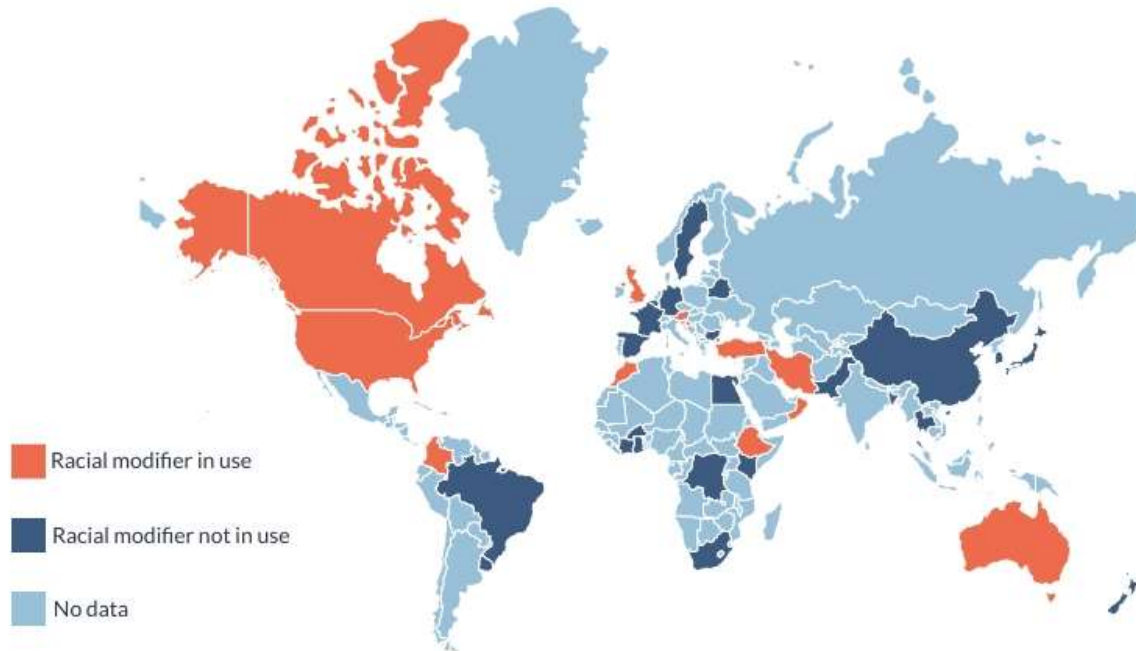 Racial modifier in use
Racial modifier not in use
No data